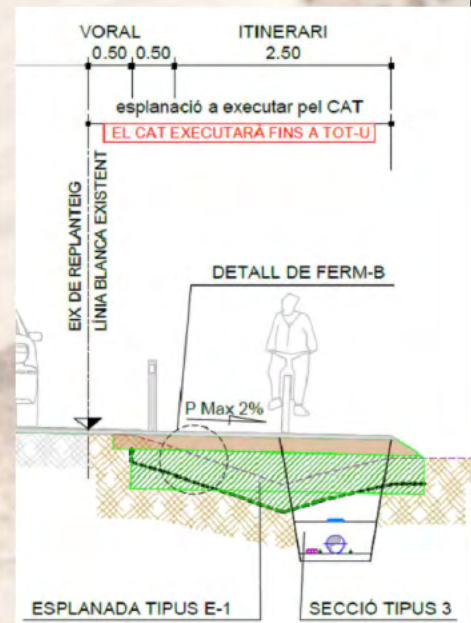 VORAL
ITINERARI
0.50 0.50
2.50
esplanació a executar pel CAT
EL CAT EXECUTARÀ FINS A TOT-U
EIX DE REPLANTEIG
LÍNIA BLANCA EXISTENT
DETALL DE FERM-B
P Max 2%
ESPLANADA TIPUS E-1
SECCIÓ TIPUS 3